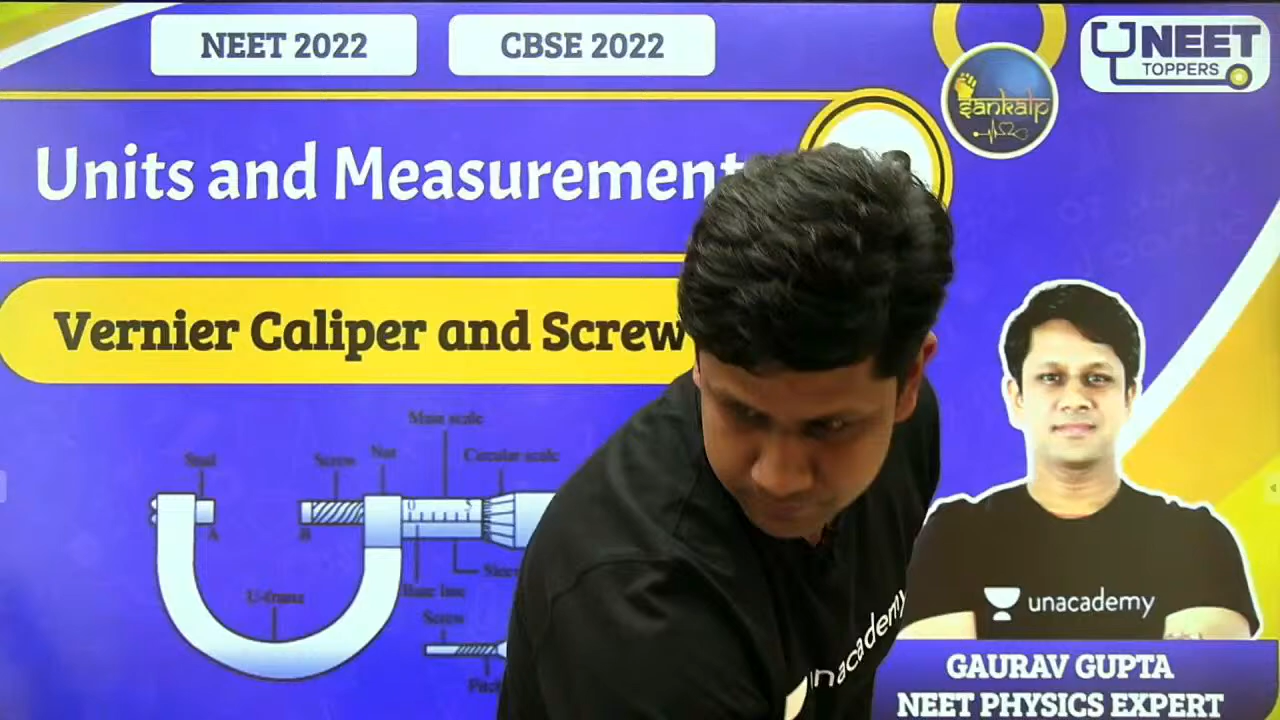 NEET 2022
CBSE 2022
sankalp
NEET
TOPPERS
Units and Measurement
Vernier Caliper and Screw
Main scale
Stud
Screw
Nut
Circular scale
A
B
U-frame
Base line
Screw
unacademy
unacademy
GAURAV GUPTA
NEET PHYSICS EXPERT